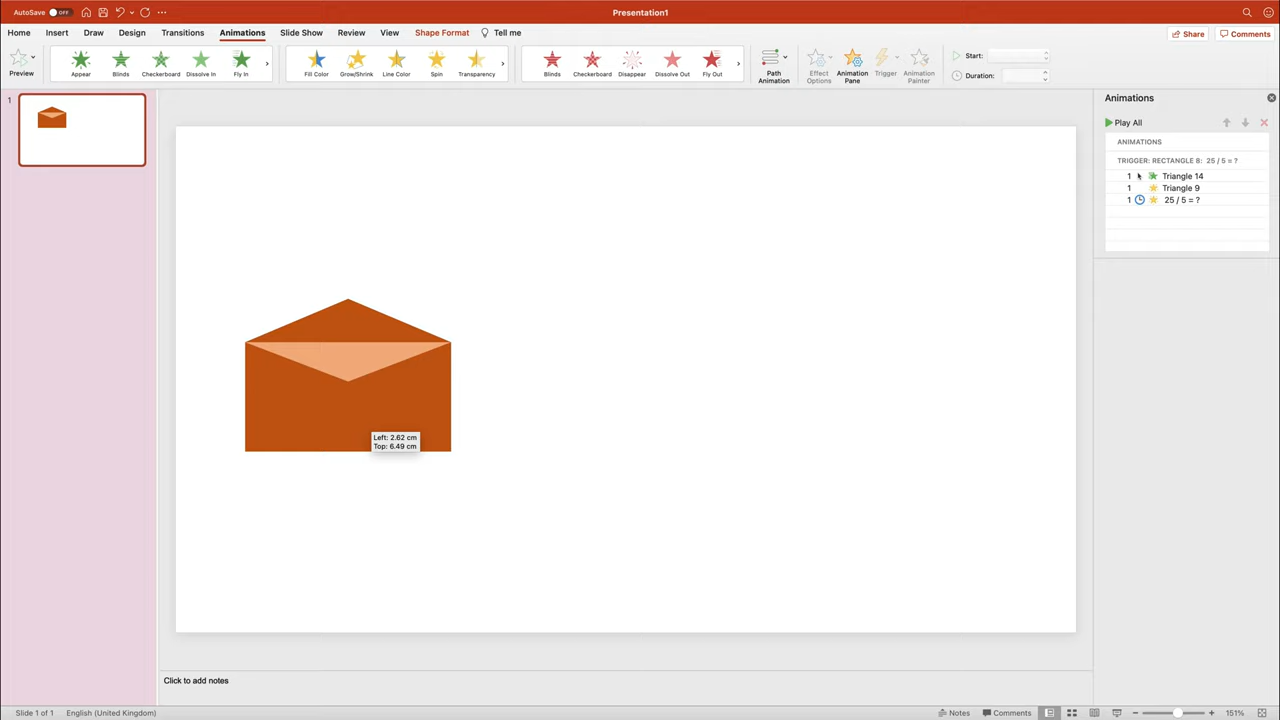 AutoSave OFF
Presentation1
Home Insert Draw Design Transitions Animations Slide Show Review View Shape Format Tell me
Share Comments
Preview
Appear Blinds Checkerboard Dissolve In Fly In
Fill Color Grow/Shrink Line Color Spin Transparency
Blinds Checkerboard Disappear Dissolve Out Fly Out
Path Animation
Effect Options
Animation Pane
Trigger
Animation Painter
Start:
Duration:
1
Animations
Play All
ANIMATIONS
TRIGGER: RECTANGLE 8: 25 / 5 = ?
1 Triangle 14
1 Triangle 9
1 25 / 5 = ?
Left: 2.62 cm
Top: 6.49 cm
Click to add notes
Slide 1 of 1 English (United Kingdom) Notes Comments 151%